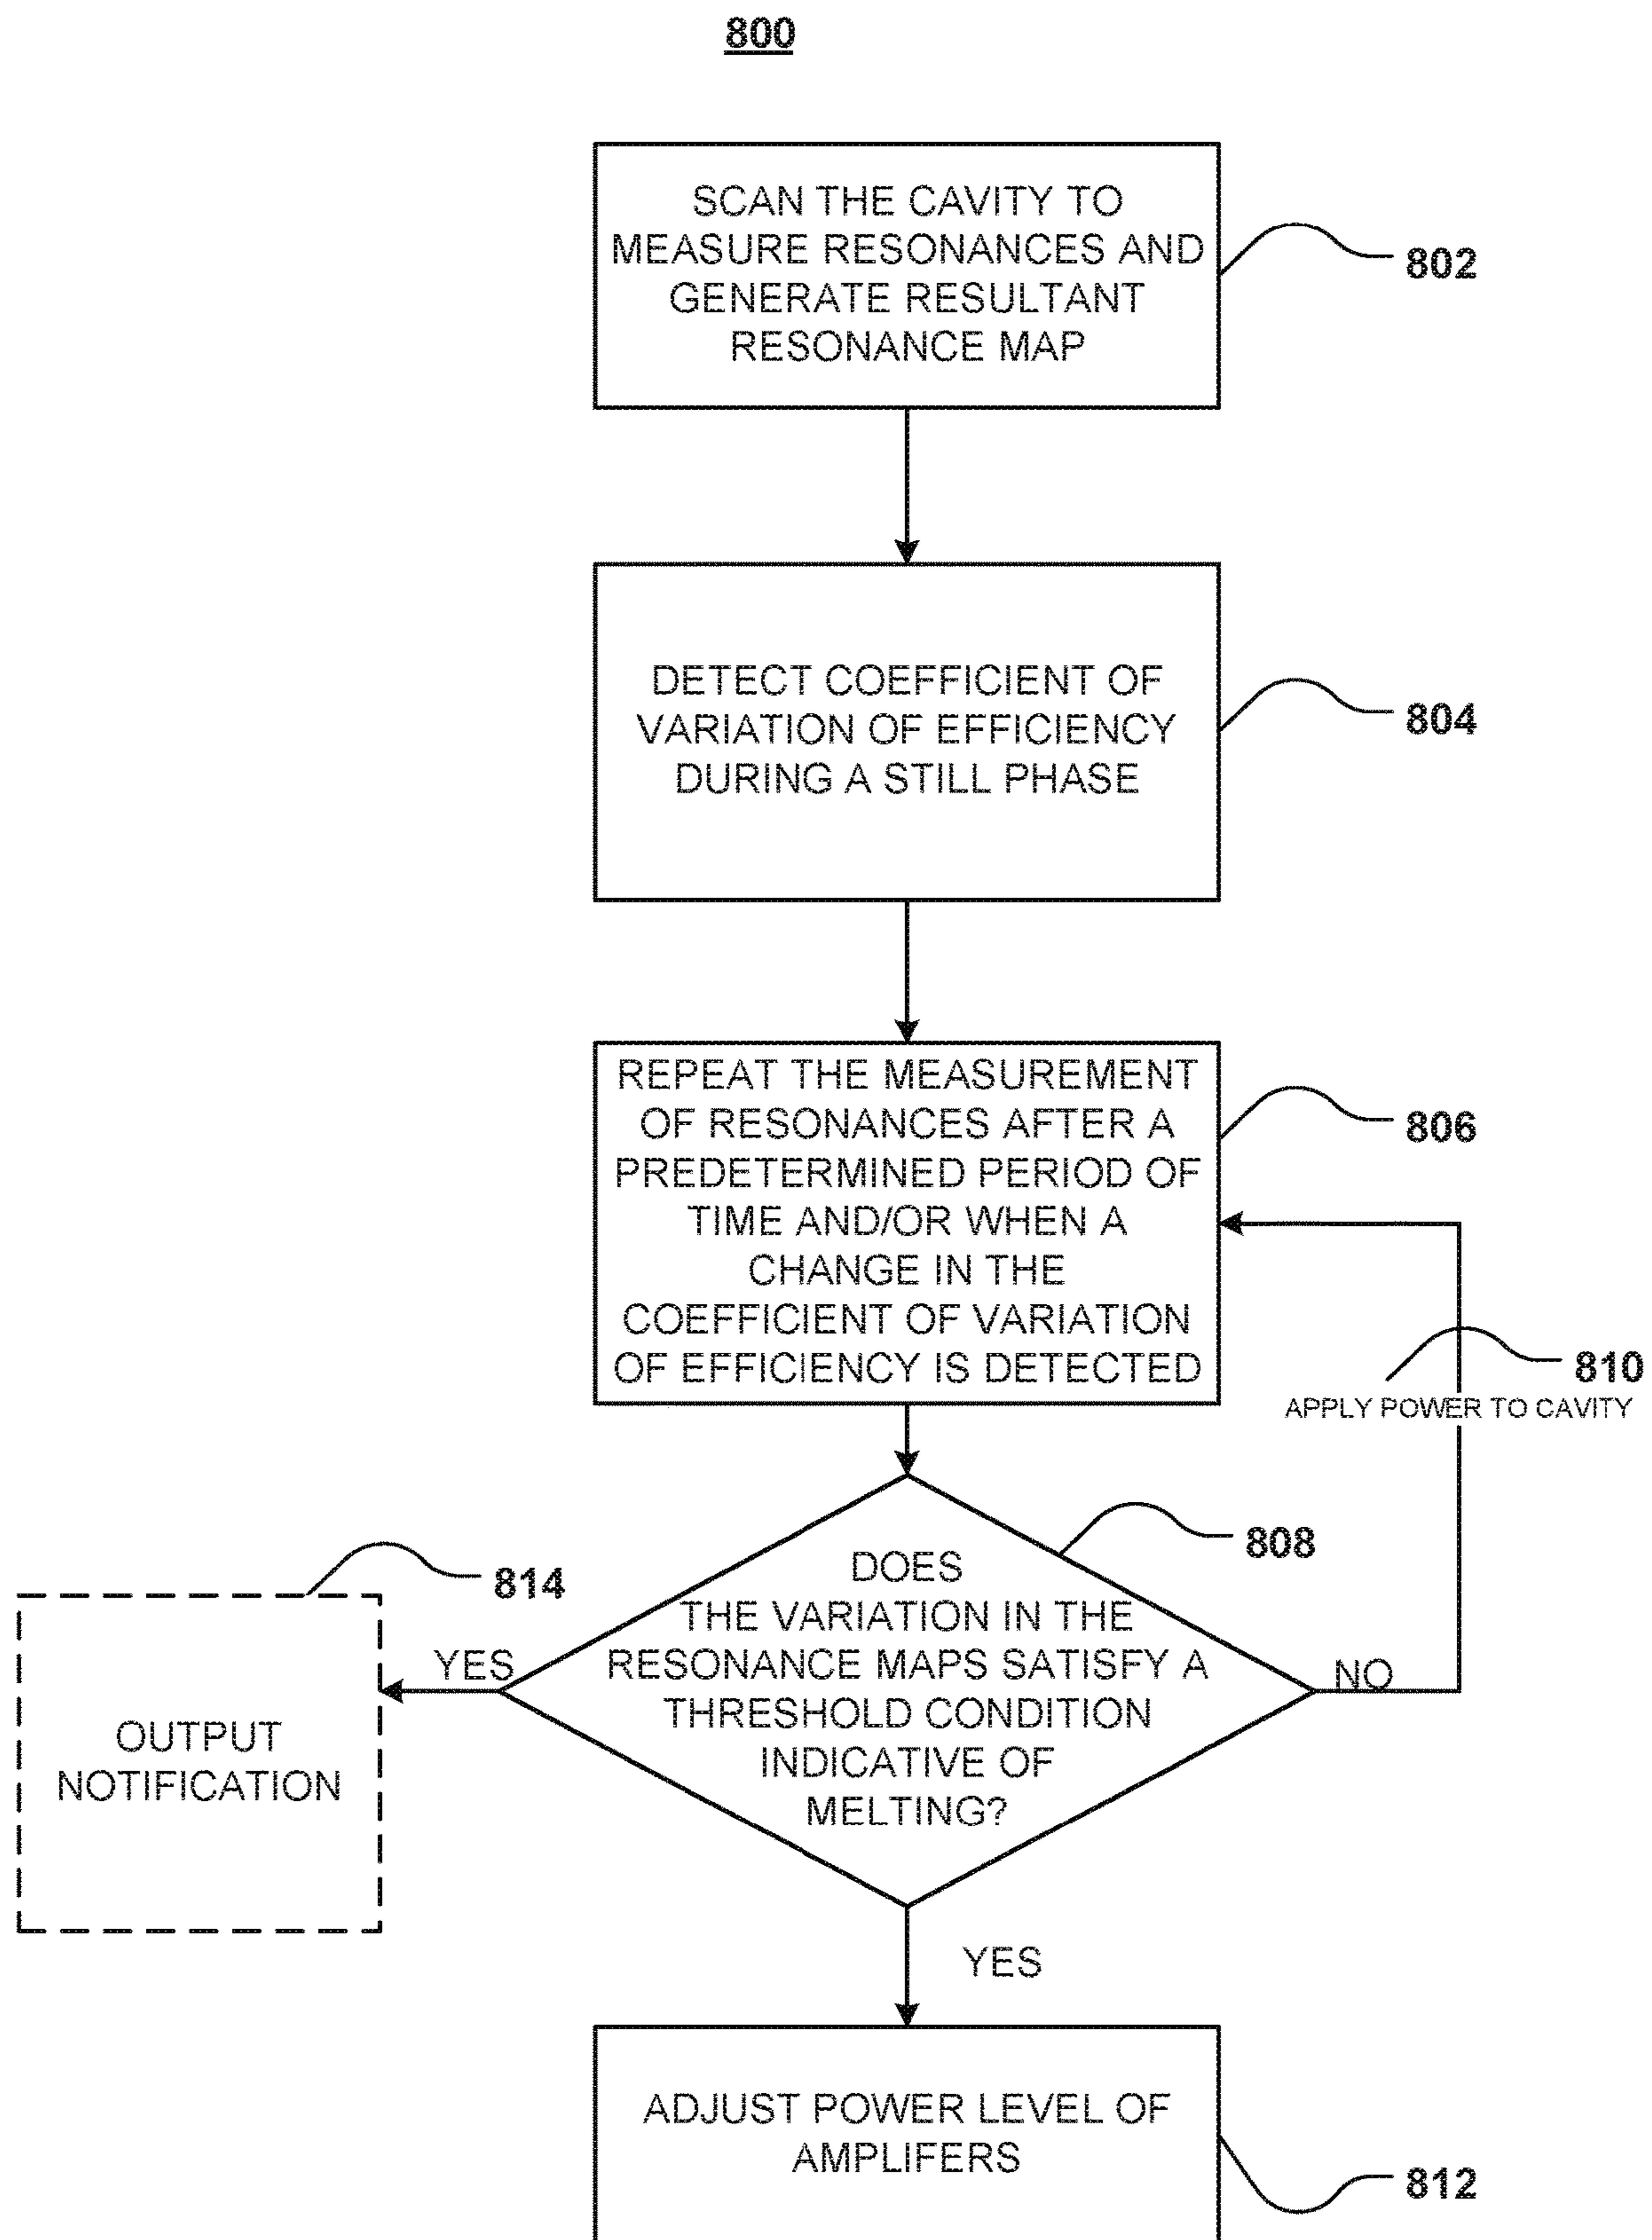 800
SCAN THE CAVITY TO
MEASURE RESONANCES AND
GENERATE RESULTANT
RESONANCE MAP
802
DETECT COEFFICIENT OF
VARIATION OF EFFICIENCY
DURING A STILL PHASE
804
REPEAT THE MEASUREMENT
OF RESONANCES AFTER A
PREDETERMINED PERIOD OF
TIME AND/OR WHEN A
CHANGE IN THE
COEFFICIENT OF VARIATION
OF EFFICIENCY IS DETECTED
806
810
APPLY POWER TO CAVITY
808
DOES
THE VARIATION IN THE
RESONANCE MAPS SATISFY A
THRESHOLD CONDITION
INDICATIVE OF
MELTING?
NO
YES
814
OUTPUT
NOTIFICATION
YES
ADJUST POWER LEVEL OF
AMPLIFERS
812